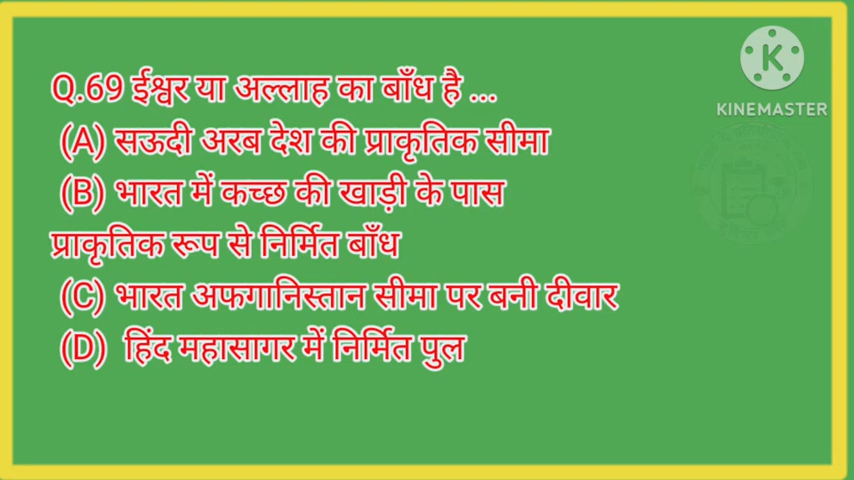 KINEMASTER
Q.69 ईश्वर या अल्लाह का बाँध है ...
(A) सऊदी अरब देश की प्राकृतिक सीमा
(B) भारत में कच्छ की खाड़ी के पास
प्राकृतिक रूप से निर्मित बाँध
(C) भारत अफगानिस्तान सीमा पर बनी दीवार
(D) हिंद महासागर में निर्मित पुल